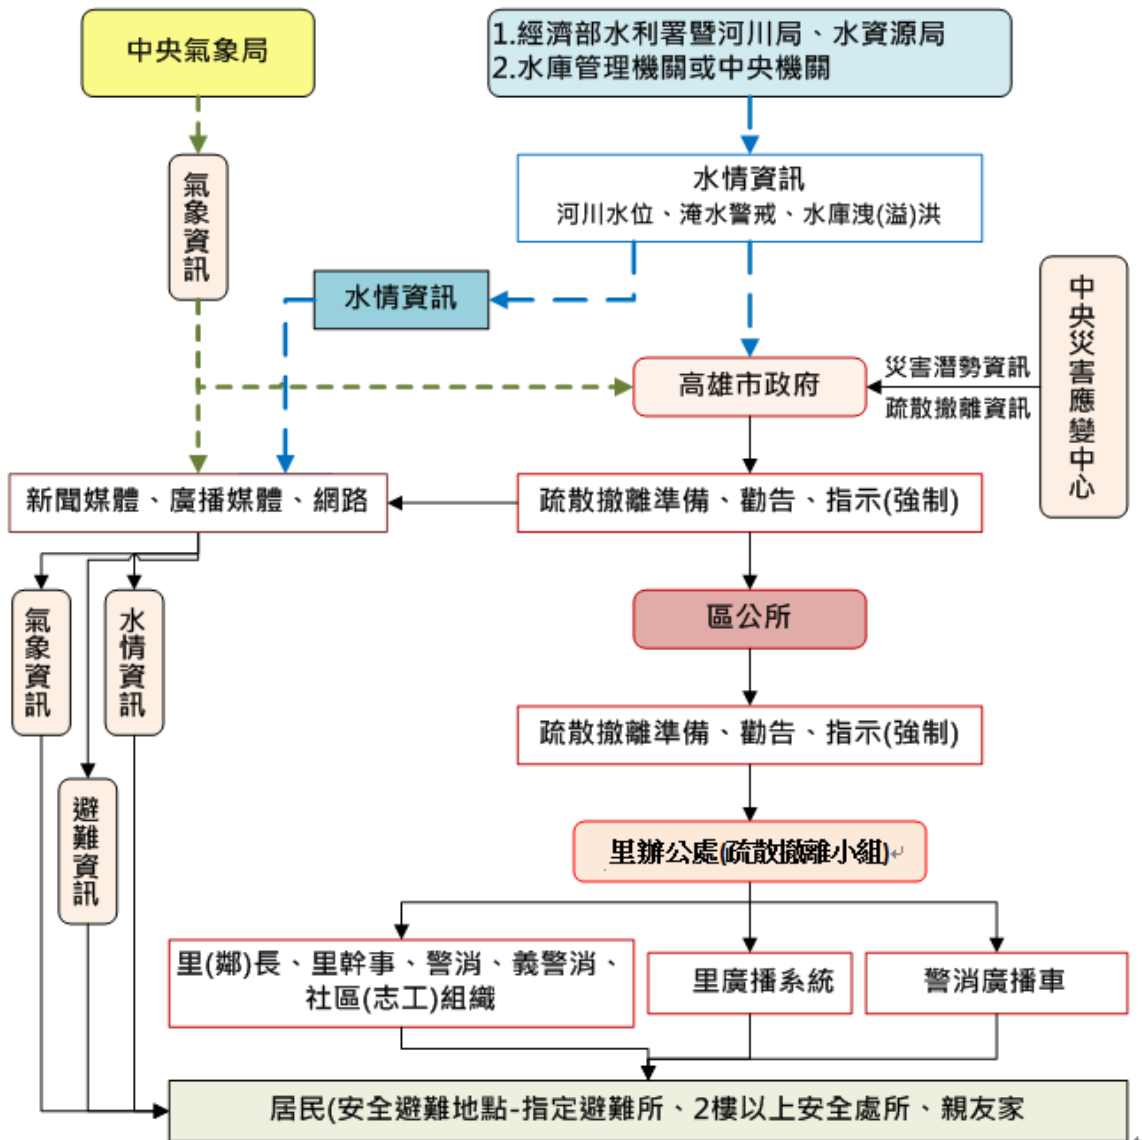 中央氣象局
1.經濟部水利署暨河川局、水資源局
2.水庫管理機關或中央機關
氣象資訊
水情資訊
河川水位、淹水警戒、水庫洩(溢)洪
水情資訊
中央災害應變中心
高雄市政府
災害潛勢資訊
疏散撤離資訊
新聞媒體、廣播媒體、網路
疏散撤離準備、勸告、指示(強制)
氣象資訊
水情資訊
區公所
疏散撤離準備、勸告、指示(強制)
避難資訊
里辦公處(疏散撤離小組)↵
里(鄰)長、里幹事、警消、義警消、
社區(志工)組織
里廣播系統
警消廣播車
居民(安全避難地點-指定避難所、2樓以上安全處所、親友家